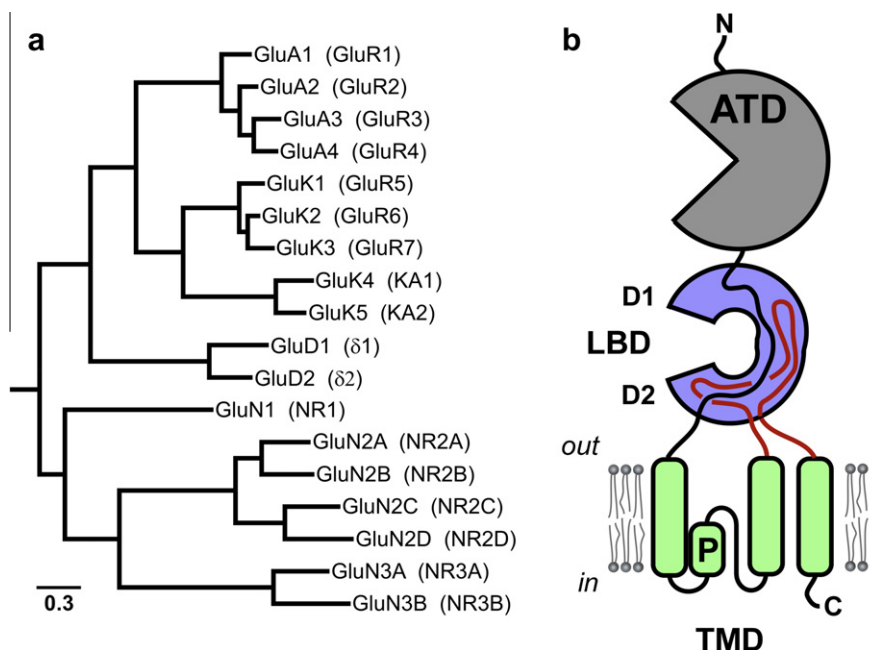 a
GluA1 (GluR1)
GluA2 (GluR2)
GluA3 (GluR3)
GluA4 (GluR4)
GluK1 (GluR5)
GluK2 (GluR6)
GluK3 (GluR7)
GluK4 (KA1)
GluK5 (KA2)
GluD1 (δ1)
GluD2 (δ2)
GluN1 (NR1)
GluN2A (NR2A)
GluN2B (NR2B)
GluN2C (NR2C)
GluN2D (NR2D)
GluN3A (NR3A)
GluN3B (NR3B)
0.3
b
N
ATD
D1
LBD
D2
out
P
in
C
TMD